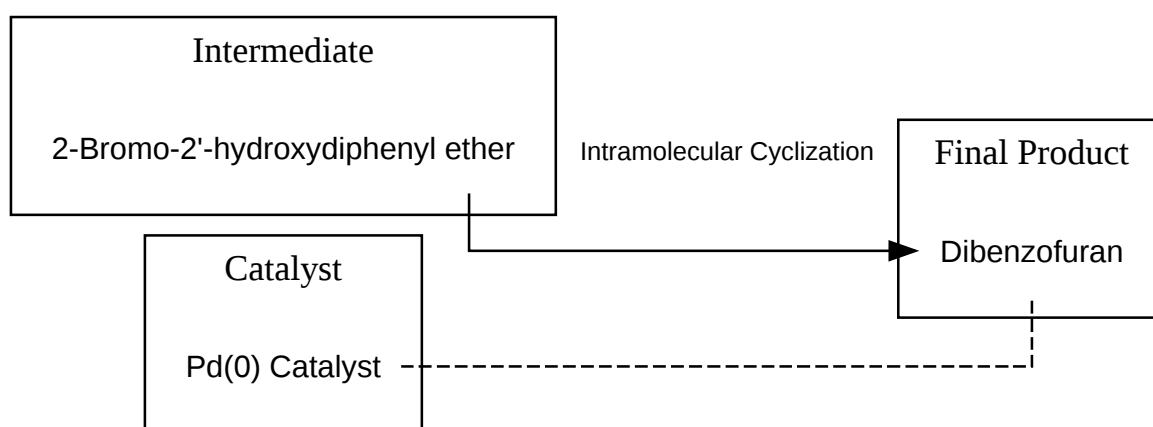 Intermediate
2-Bromo-2'-hydroxydiphenyl ether
Intramolecular Cyclization
Final Product
Dibenzofuran
Catalyst
Pd(0) Catalyst